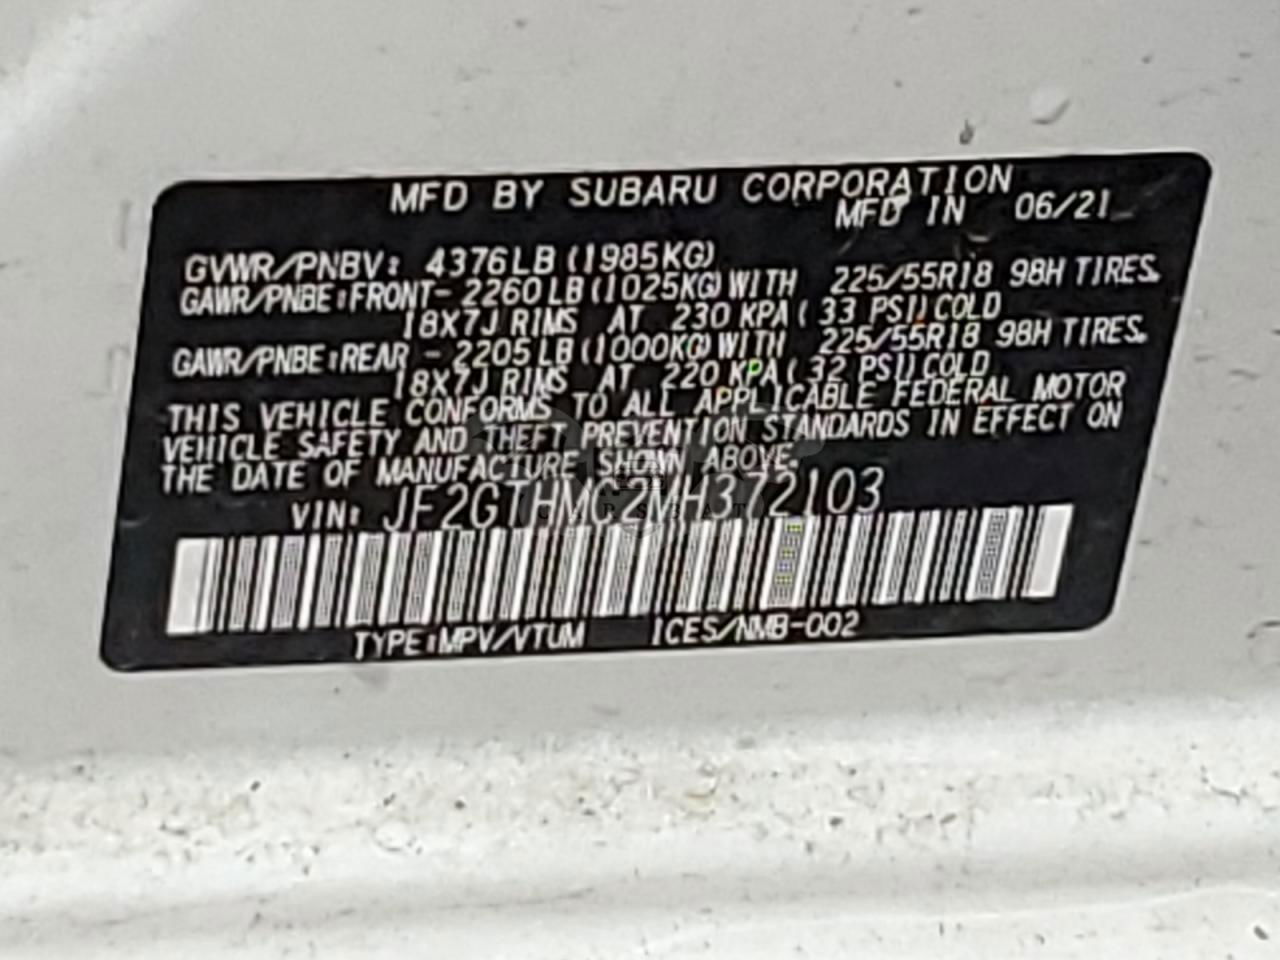 MFD BY SUBARU CORPORATION
MFD IN 06/21
GVWR/PNBV: 4376LB (1985KG)
GAWR/PNBE:FRONT- 2260LB(1025KG)WITH 225/55R18 98H TIRES.
18X7J RIMS AT 230 KPA( 33 PSI)COLD
GAWR/PNBE:REAR - 2205LB(1000KG)WITH 225/55R18 98H TIRES.
18X7J RIMS AT 220 KPA( 32 PSI)COLD
THIS VEHICLE CONFORMS TO ALL APPLICABLE FEDERAL MOTOR
VEHICLE SAFETY AND THEFT PREVENTION STANDARDS IN EFFECT ON
THE DATE OF MANUFACTURE SHOWN ABOVE.
VIN: JF2GTHMC2MH372103
TYPE:MPV/VTUM ICES/NMB-002